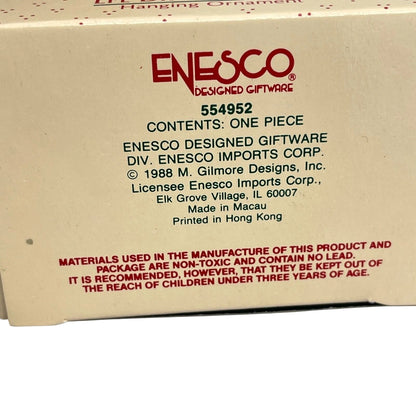 Hanging Ornament
ENESCO®
DESIGNED GIFTWARE
554952
CONTENTS: ONE PIECE
ENESCO DESIGNED GIFTWARE
DIV. ENESCO IMPORTS CORP.
© 1988 M. Gilmore Designs, Inc.
Licensee Enesco Imports Corp.,
Elk Grove Village, IL 60007
Made in Macau
Printed in Hong Kong
MATERIALS USED IN THE MANUFACTURE OF THIS PRODUCT AND
PACKAGE ARE NON-TOXIC AND CONTAIN NO LEAD.
IT IS RECOMMENDED, HOWEVER, THAT THEY BE KEPT OUT OF
THE REACH OF CHILDREN UNDER THREE YEARS OF AGE.